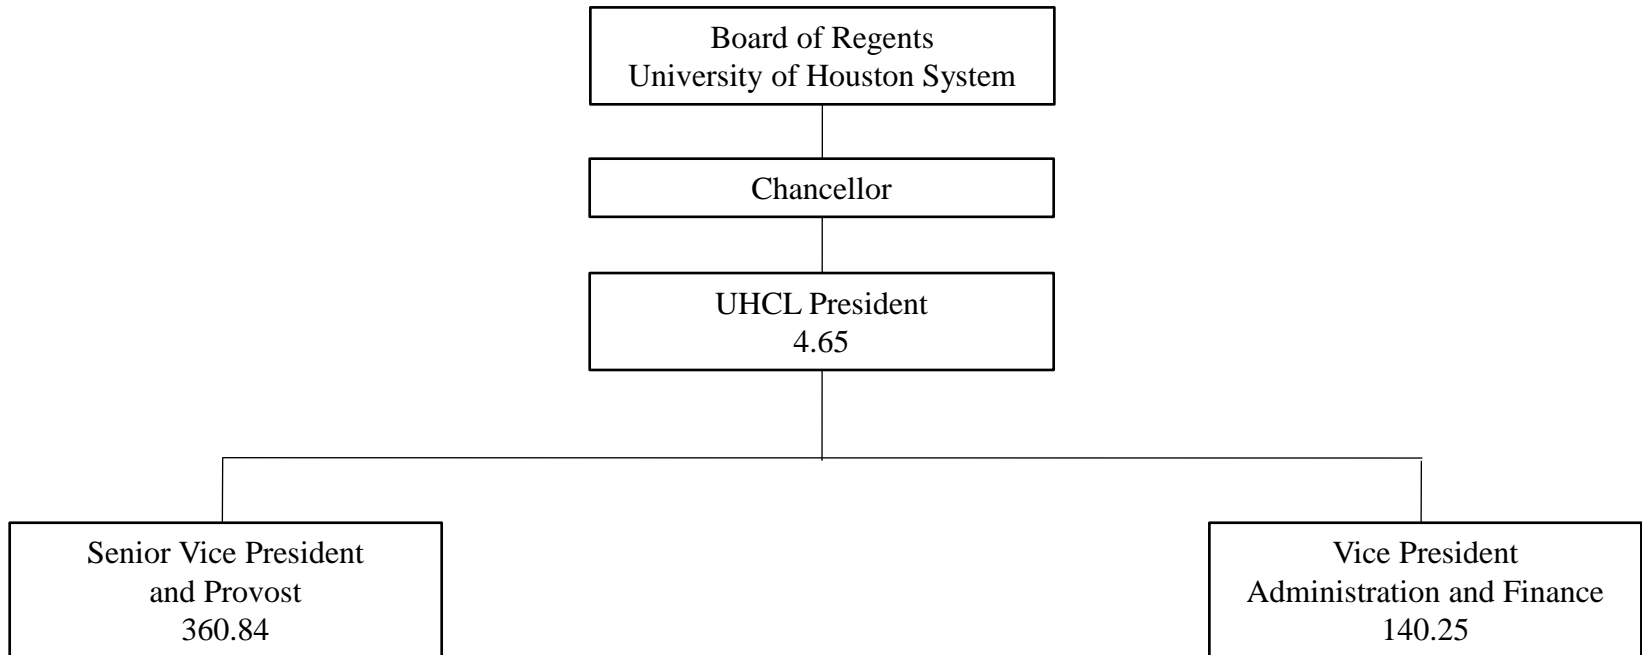 Board of Regents
University of Houston System
Chancellor
UHCL President
4.65
Senior Vice President
and Provost
360.84
Vice President
Administration and Finance
140.25